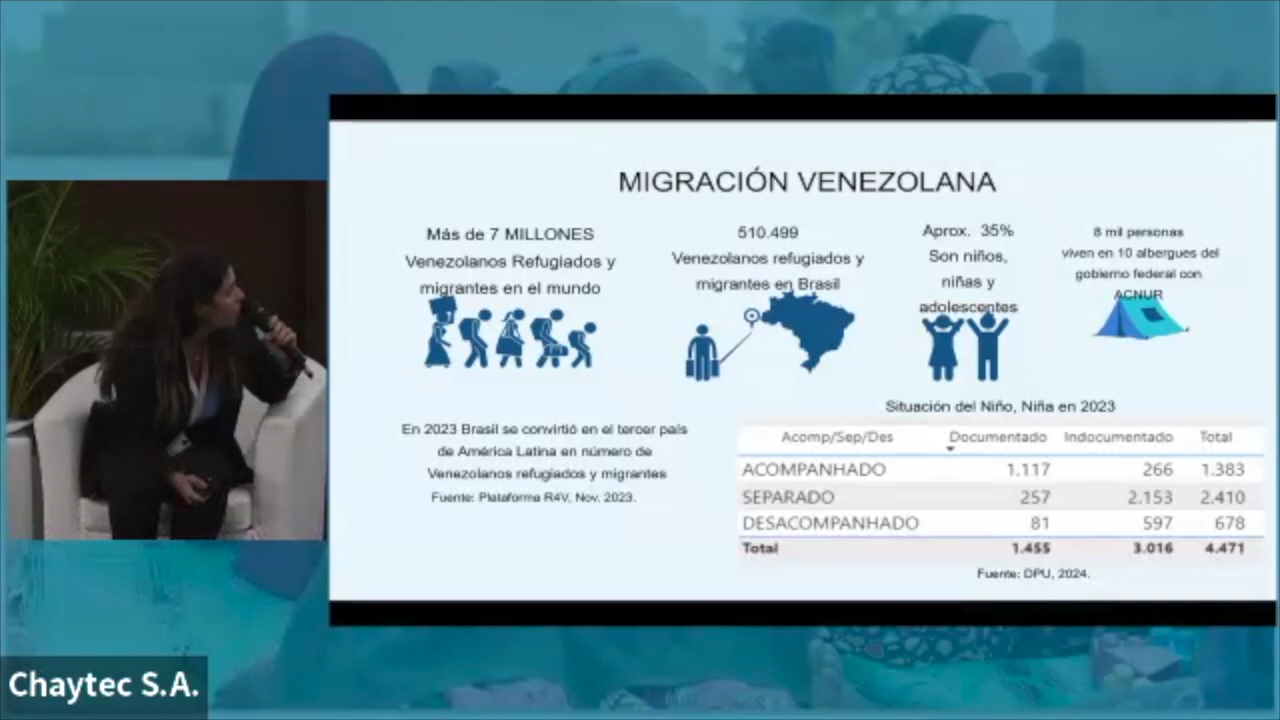 MIGRACIÓN VENEZOLANA
Más de 7 MILLONES
Venezolanos Refugiados y
migrantes en el mundo
510.499
Venezolanos refugiados y
migrantes en Brasil
Aprox. 35%
Son niños,
niñas y
adolescentes
8 mil personas
viven en 10 albergues del
gobierno federal con
ACNUR
En 2023 Brasil se convirtió en el tercer país
de América Latina en número de
Venezolanos refugiados y migrantes
Fuente: Plataforma R4V, Nov. 2023.
Situación del Niño, Niña en 2023
Acomp/Sep/Des Documentado Indocumentado Total
ACOMPANHADO 1.117 266 1.383
SEPARADO 257 2.153 2.410
DESACOMPANHADO 81 597 678
Total 1.455 3.016 4.471
Fuente: DPU, 2024.
Chaytec S.A.